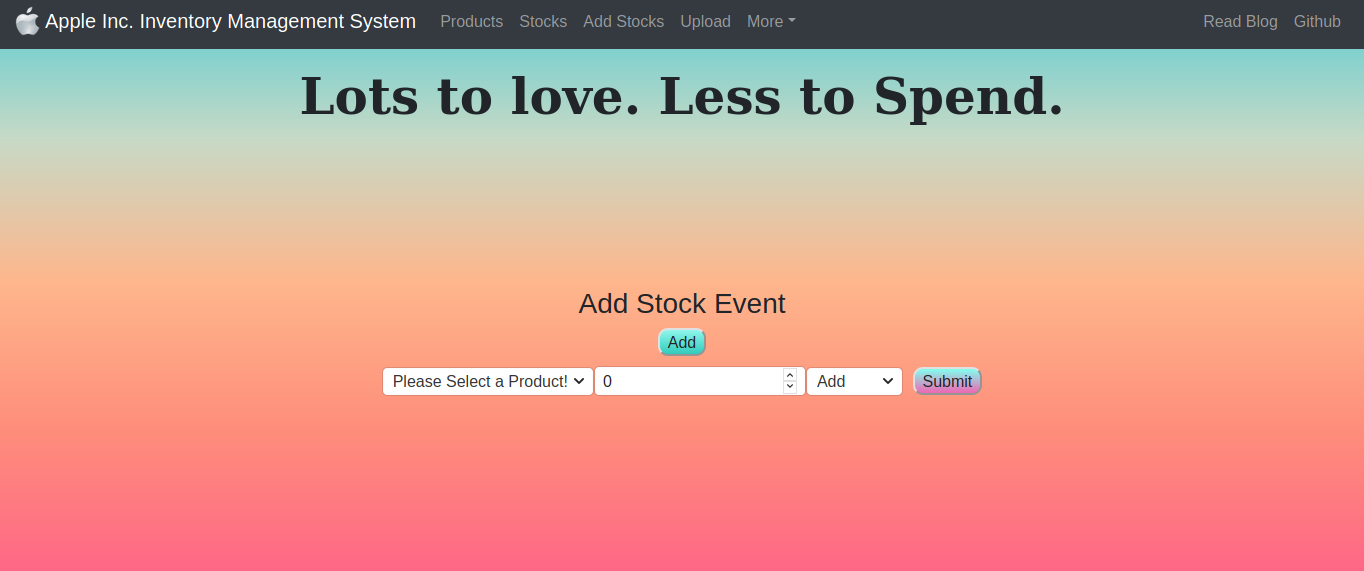 Apple Inc. Inventory Management System Products Stocks Add Stocks Upload More Read Blog Github
Lots to love. Less to Spend.
Add Stock Event
Add
Please Select a Product! 0 Add Submit